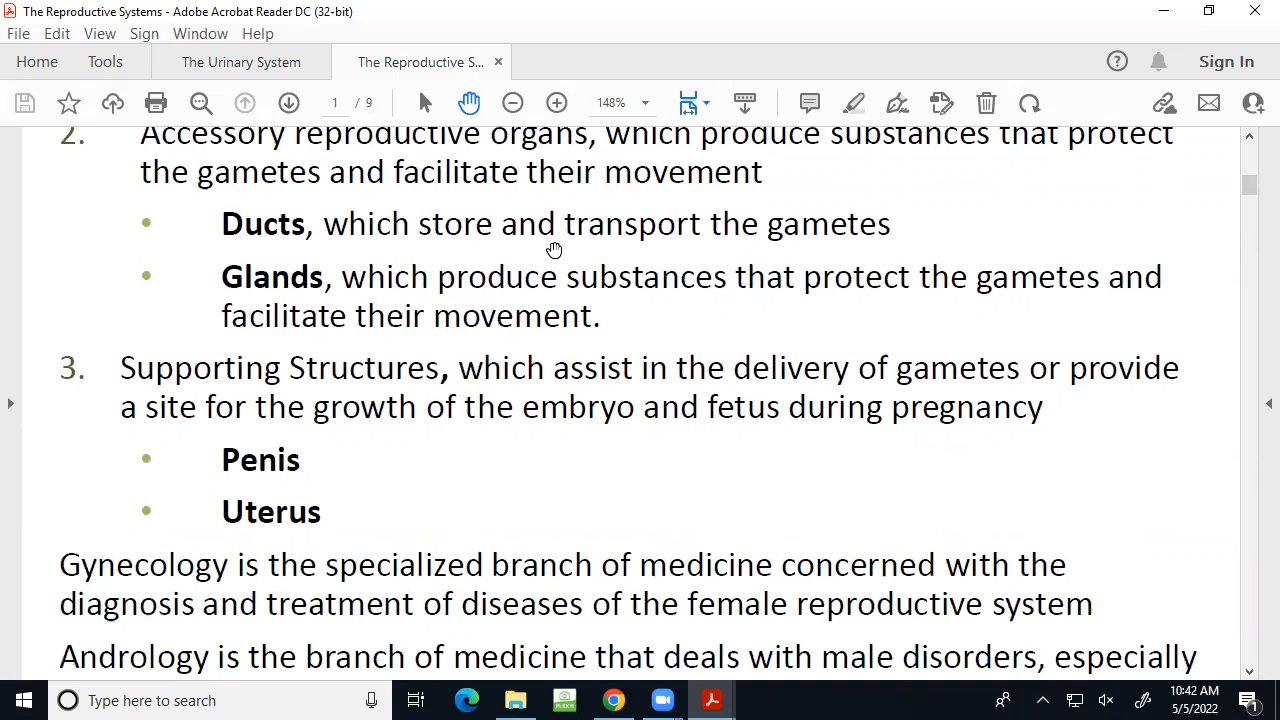 The Reproductive Systems - Adobe Acrobat Reader DC (32-bit)
File Edit View Sign Window Help
Home Tools The Urinary System The Reproductive S... × Sign In
1 / 9 148%
2. Accessory reproductive organs, which produce substances that protect
the gametes and facilitate their movement
• Ducts, which store and transport the gametes
• Glands, which produce substances that protect the gametes and
facilitate their movement.
3. Supporting Structures, which assist in the delivery of gametes or provide
a site for the growth of the embryo and fetus during pregnancy
• Penis
• Uterus
Gynecology is the specialized branch of medicine concerned with the
diagnosis and treatment of diseases of the female reproductive system
Andrology is the branch of medicine that deals with male disorders, especially
Type here to search
10:42 AM
5/5/2022
1